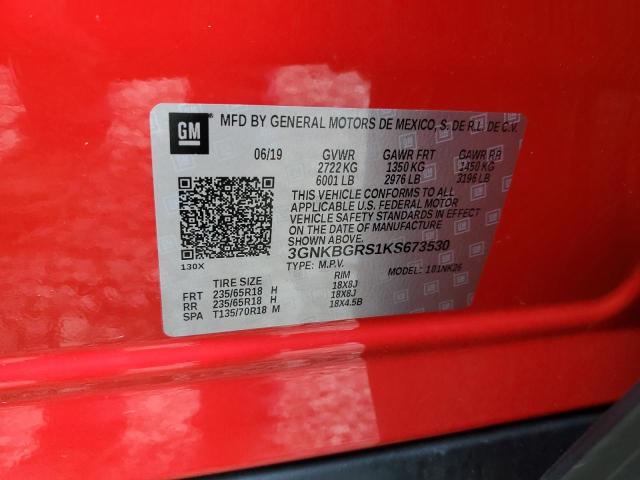 GM MFD BY GENERAL MOTORS DE MEXICO, S. DE R.L. DE C.V.
06/19 GVWR GAWR FRT GAWR RR
2722 KG 1350 KG 1450 KG
6001 LB 2976 LB 3196 LB
THIS VEHICLE CONFORMS TO ALL
APPLICABLE U.S. FEDERAL MOTOR
VEHICLE SAFETY STANDARDS IN EFFECT
ON THE DATE OF MANUFACTURE
SHOWN ABOVE.
3GNKBGRS1KS673530
130X TYPE: M.P.V. MODEL: 101NK26
TIRE SIZE RIM
FRT 235/65R18 H 18X8J
RR 235/65R18 H 18X8J
SPA T135/70R18 M 18X4.5B